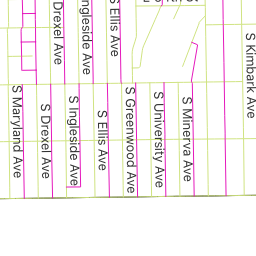 Drexel Ave
Ingleside Ave
S Ellis Ave
S Kimbark Ave
S Maryland Ave
S Drexel Ave
S Ingleside Ave
S Ellis Ave
S Greenwood Ave
S University Ave
S Minerva Ave